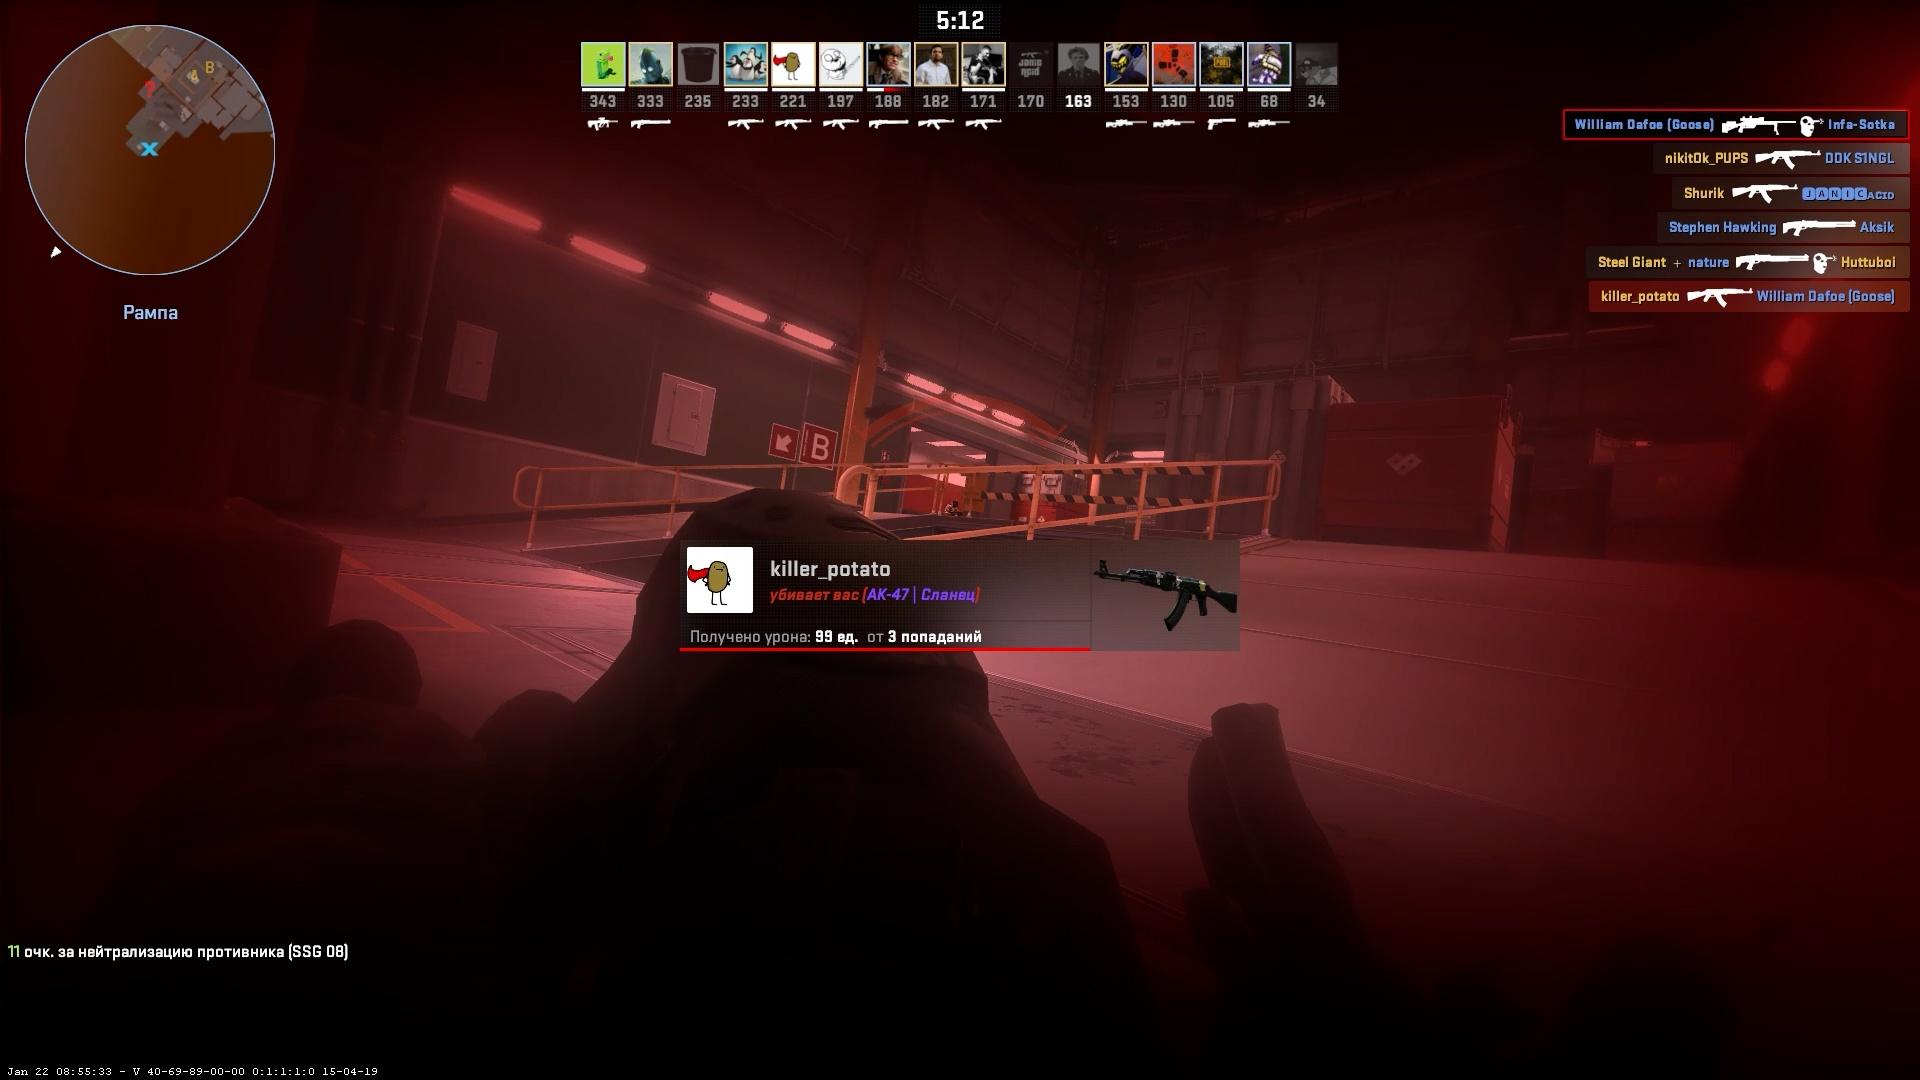 5:12
B
343 333 235 233 221 197 188 182 171 170 163 153 130 105 68 34
William Dafoe (Goose) Infa-Sotka
nikitOk_PUPS DDK S1NGL
Shurik JANICACID
Stephen Hawking Aksik
Steel Giant + nature Huttuboi
killer_potato William Dafoe (Goose)
Рампа
B
killer_potato
убивает вас (AK-47 | Сланец)
Получено урона: 99 ед. от 3 попаданий
11 очк. за нейтрализацию противника (SSG 08)
Jan 22 08:55:33 - V 40-69-89-00-00 0:1:1:1:0 15-04-19